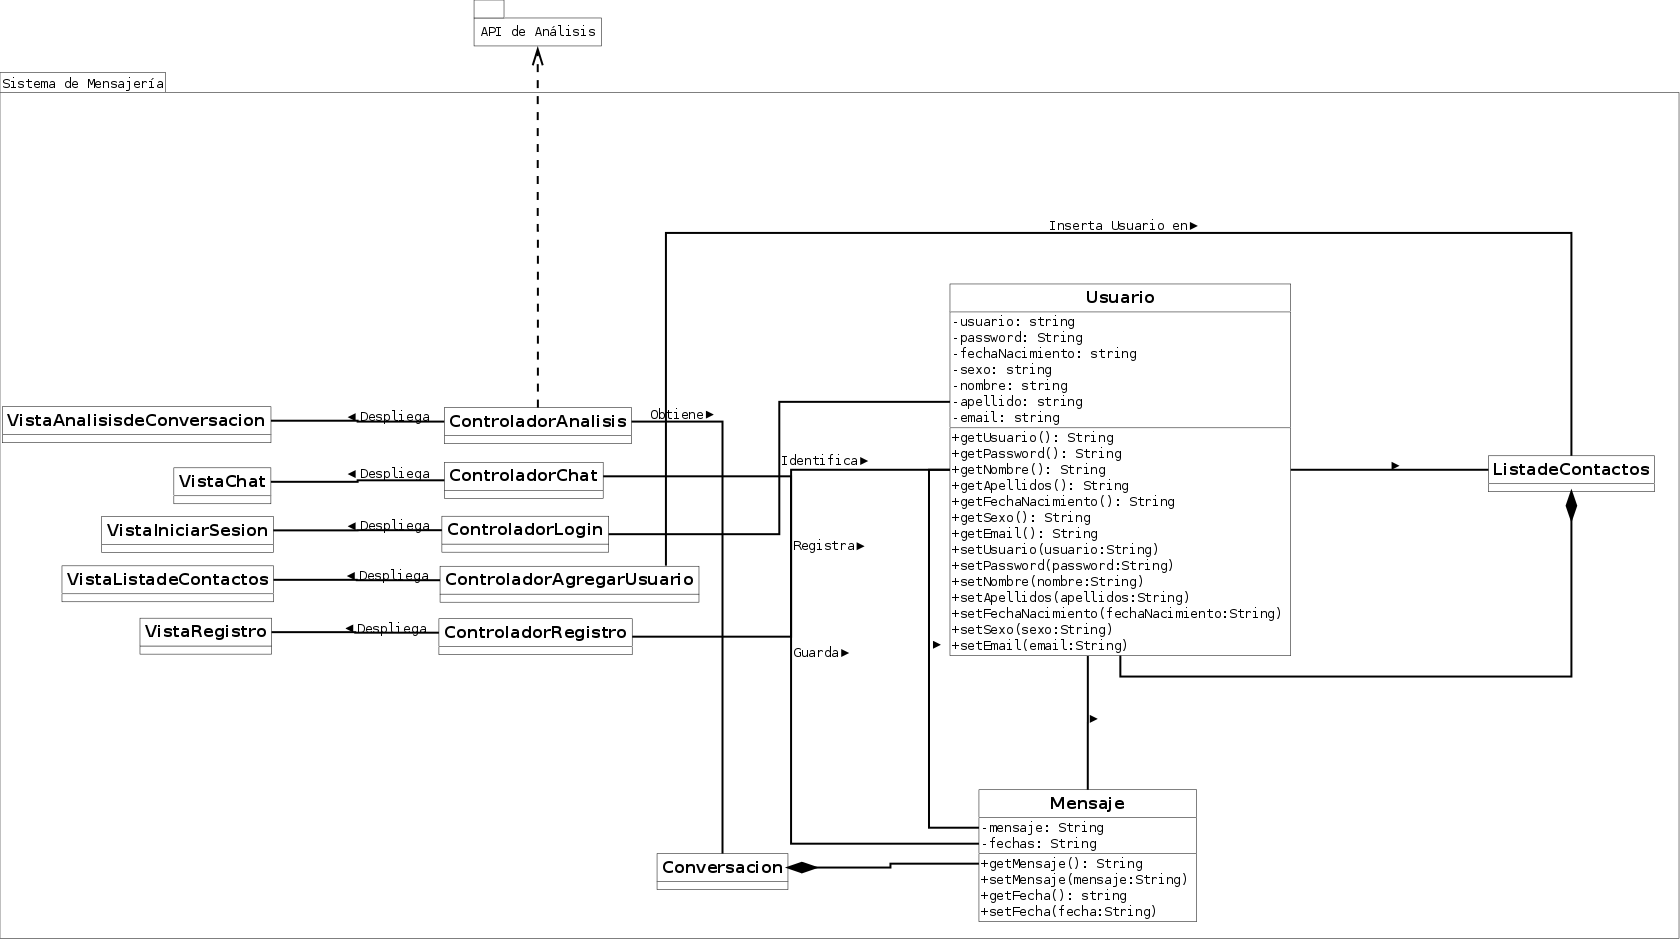 API de Análisis
Sistema de Mensajería
Inserta Usuario en
Usuario
-usuario: string
-password: String
-fechaNacimiento: string
-sexo: string
-nombre: string
-apellido: string
-email: string
+getUsuario(): String
+getPassword(): String
+getNombre(): String
+getApellidos(): String
+getFechaNacimiento(): String
+getSexo(): String
+getEmail(): String
+setUsuario(usuario:String)
+setPassword(password:String)
+setNombre(nombre:String)
+setApellidos(apellidos:String)
+setFechaNacimiento(fechaNacimiento:String)
+setSexo(sexo:String)
+setEmail(email:String)
ListadeContactos
VistaAnalisisdeConversacion
Despliega
ControladorAnalisis
Obtiene
VistaChat
Despliega
ControladorChat
Identifica
VistaIniciarSesion
Despliega
ControladorLogin
Registra
VistaListadeContactos
Despliega
ControladorAgregarUsuario
VistaRegistro
Despliega
ControladorRegistro
Guarda
Mensaje
-mensaje: String
-fechas: String
+getMensaje(): String
+setMensaje(mensaje:String)
+getFecha(): string
+setFecha(fecha:String)
Conversacion